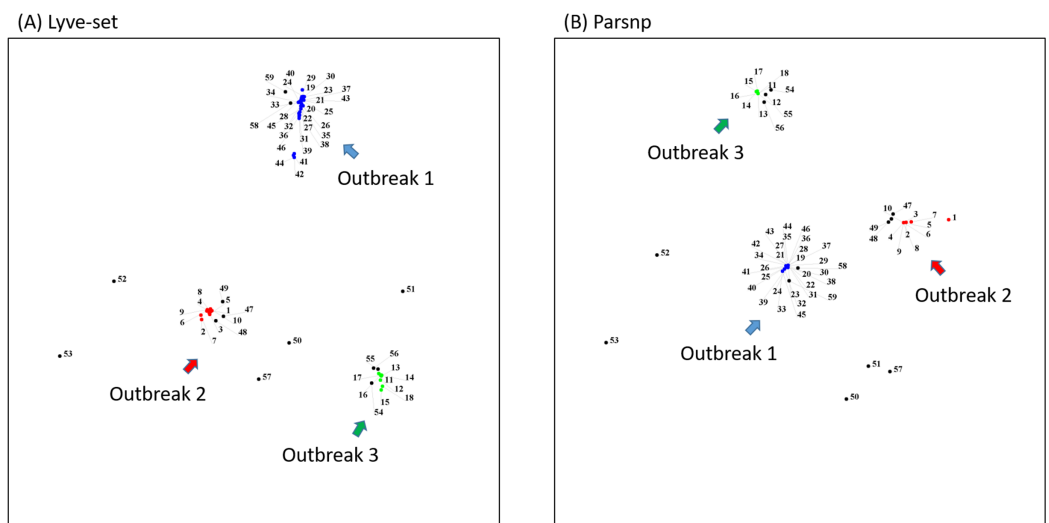 (A) Lyve-set
40
59 29 30
24 19 23 37
34 21 43
33 20 25
28 22
58 45 32 27 26
36 31 35
46 39 38
44 41
42
Outbreak 1
52
51
8 49
4 5
9 1 47
6 10
2 3 48
7
50
53
57
Outbreak 2
55 56
13
17 11 14
16 12
15 18
54
Outbreak 3
(B) Parsnp
17 18
15 11
54
16 12
14 13 55
56
Outbreak 3
10 47
3 7 1
49 5
48 4 2 6
9 8
Outbreak 2
44
43 35 46
42 27 36
34 21 28 37
26 19 29 58
41 25 20 30
40 24 22 38
39 23 31 59
33 32
45
Outbreak 1
52
53
51
57
50